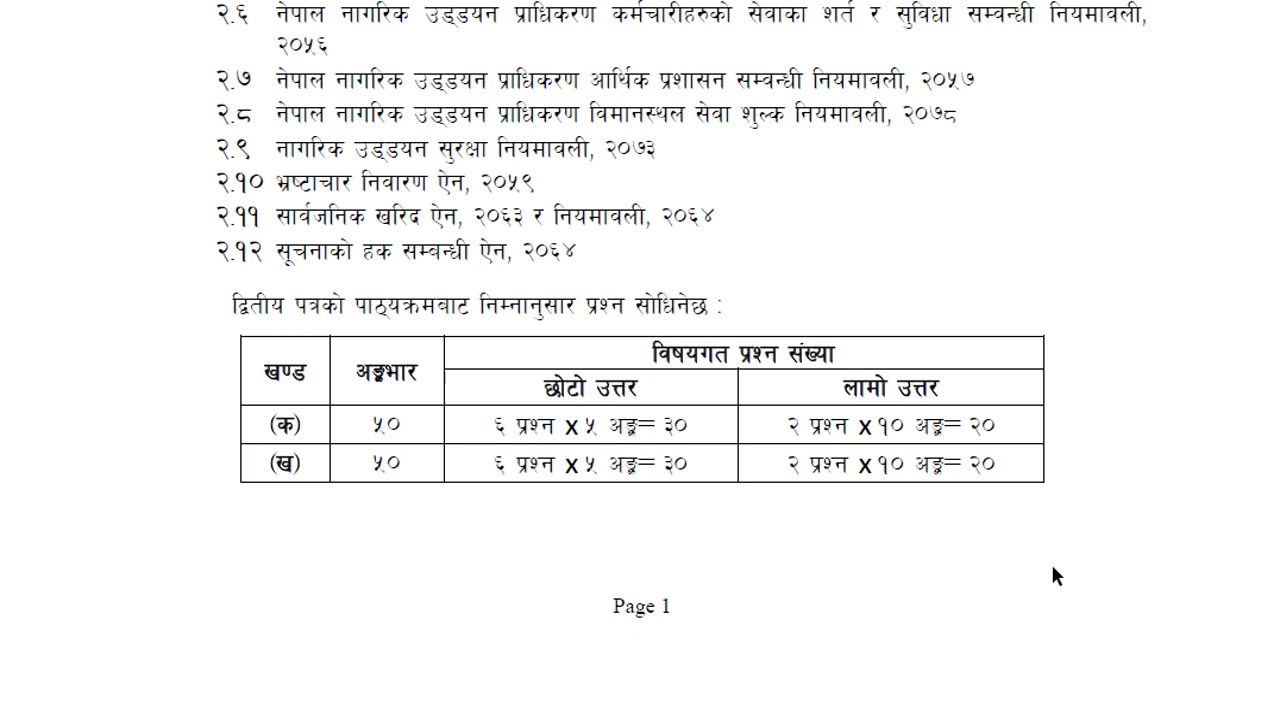 २.६ नेपाल नागरिक उड्डयन प्राधिकरण कर्मचारीहरुको सेवाका शर्त र सुविधा सम्वन्धी नियमावली,
२०५६
२.७ नेपाल नागरिक उड्डयन प्राधिकरण आर्थिक प्रशासन सम्वन्धी नियमावली, २०५७
२.८ नेपाल नागरिक उड्डयन प्राधिकरण विमानस्थल सेवा शुल्क नियमावली, २०७८
२.९ नागरिक उड्डयन सुरक्षा नियमावली, २०७३
२.१० भ्रष्टाचार निवारण ऐन, २०५९
२.११ सार्वजनिक खरिद ऐन, २०६३ र नियमावली, २०६४
२.१२ सूचनाको हक सम्बन्धी ऐन, २०६४
द्वितीय पत्रको पाठ्यक्रमबाट निम्नानुसार प्रश्न सोधिनेछ :
खण्ड अङ्कभार विषयगत प्रश्न संख्या
छोटो उत्तर लामो उत्तर
(क) ५० ६ प्रश्न x ५ अङ्क= ३० २ प्रश्न x १० अङ्क= २०
(ख) ५० ६ प्रश्न x ५ अङ्क= ३० २ प्रश्न x १० अङ्क= २०
Page 1